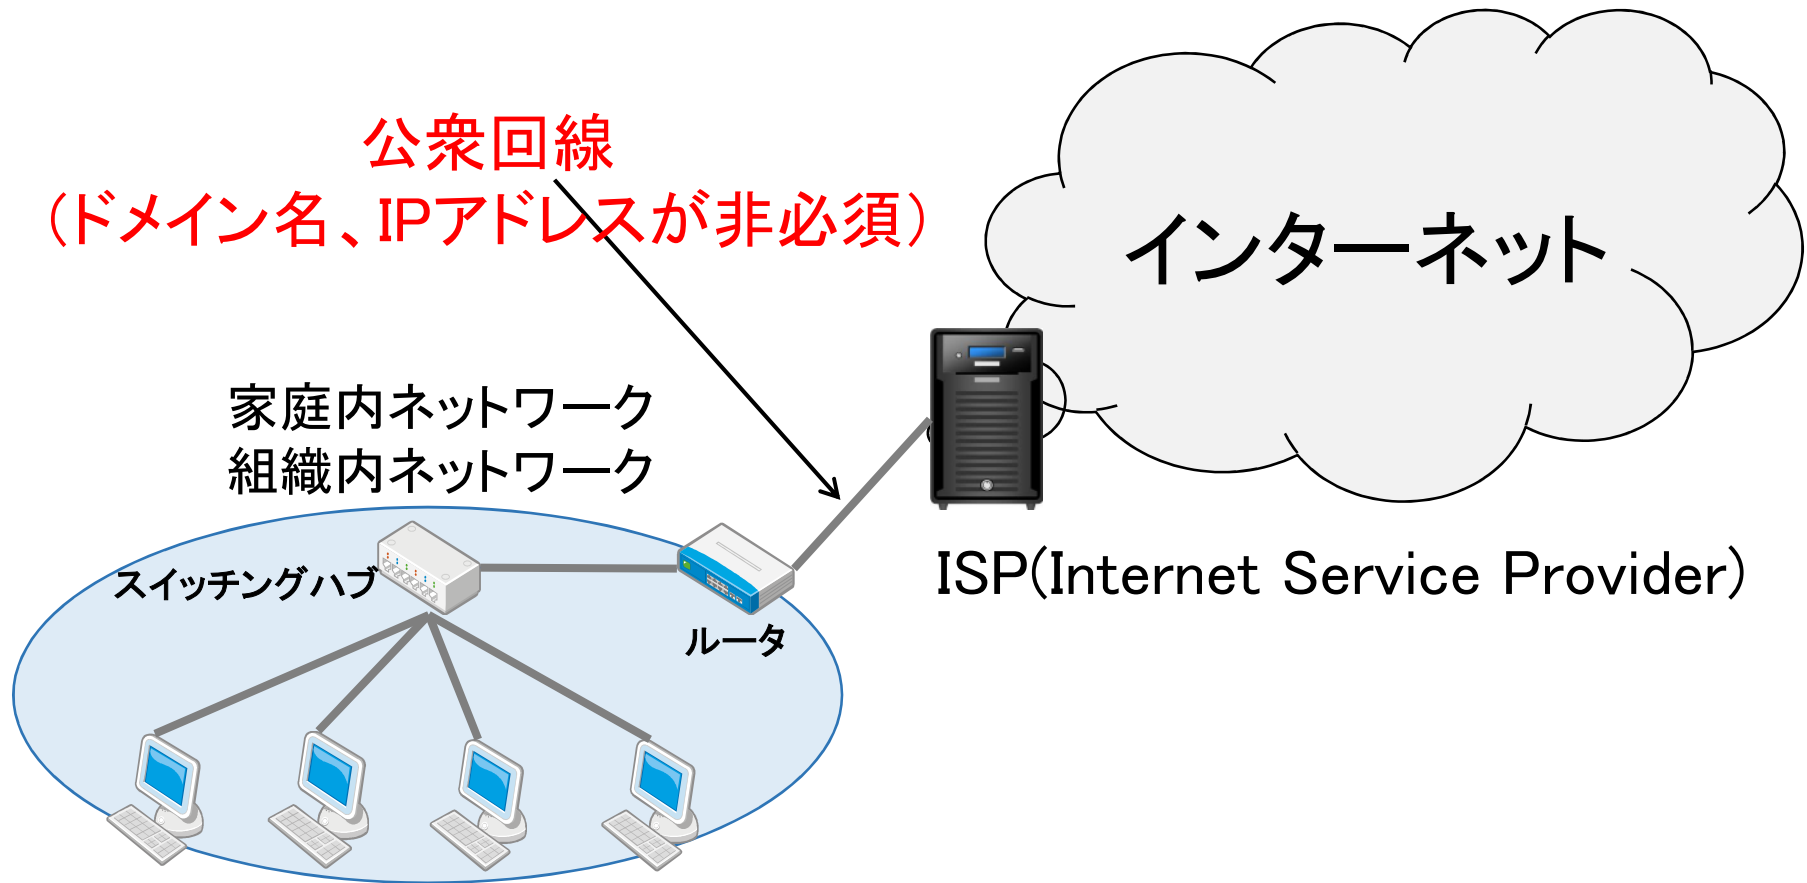 公衆回線
（ドメイン名、IPアドレスが非必須）
インターネット
家庭内ネットワーク
組織内ネットワーク
スイッチングハブ
ルータ
ISP(Internet Service Provider)